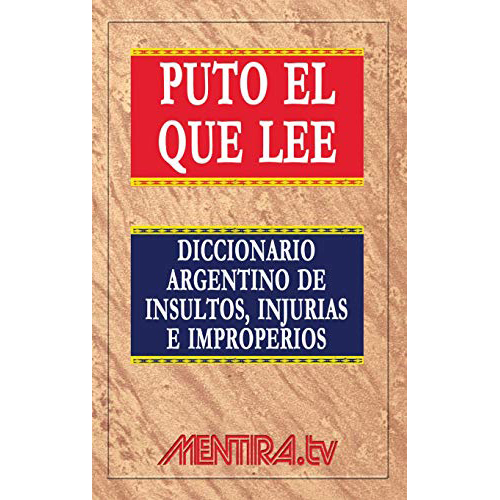 PUTO EL
QUE LEE
DICCIONARIO
ARGENTINO DE
INSULTOS, INJURIAS
E IMPROPERIOS
MENTIRA.tv